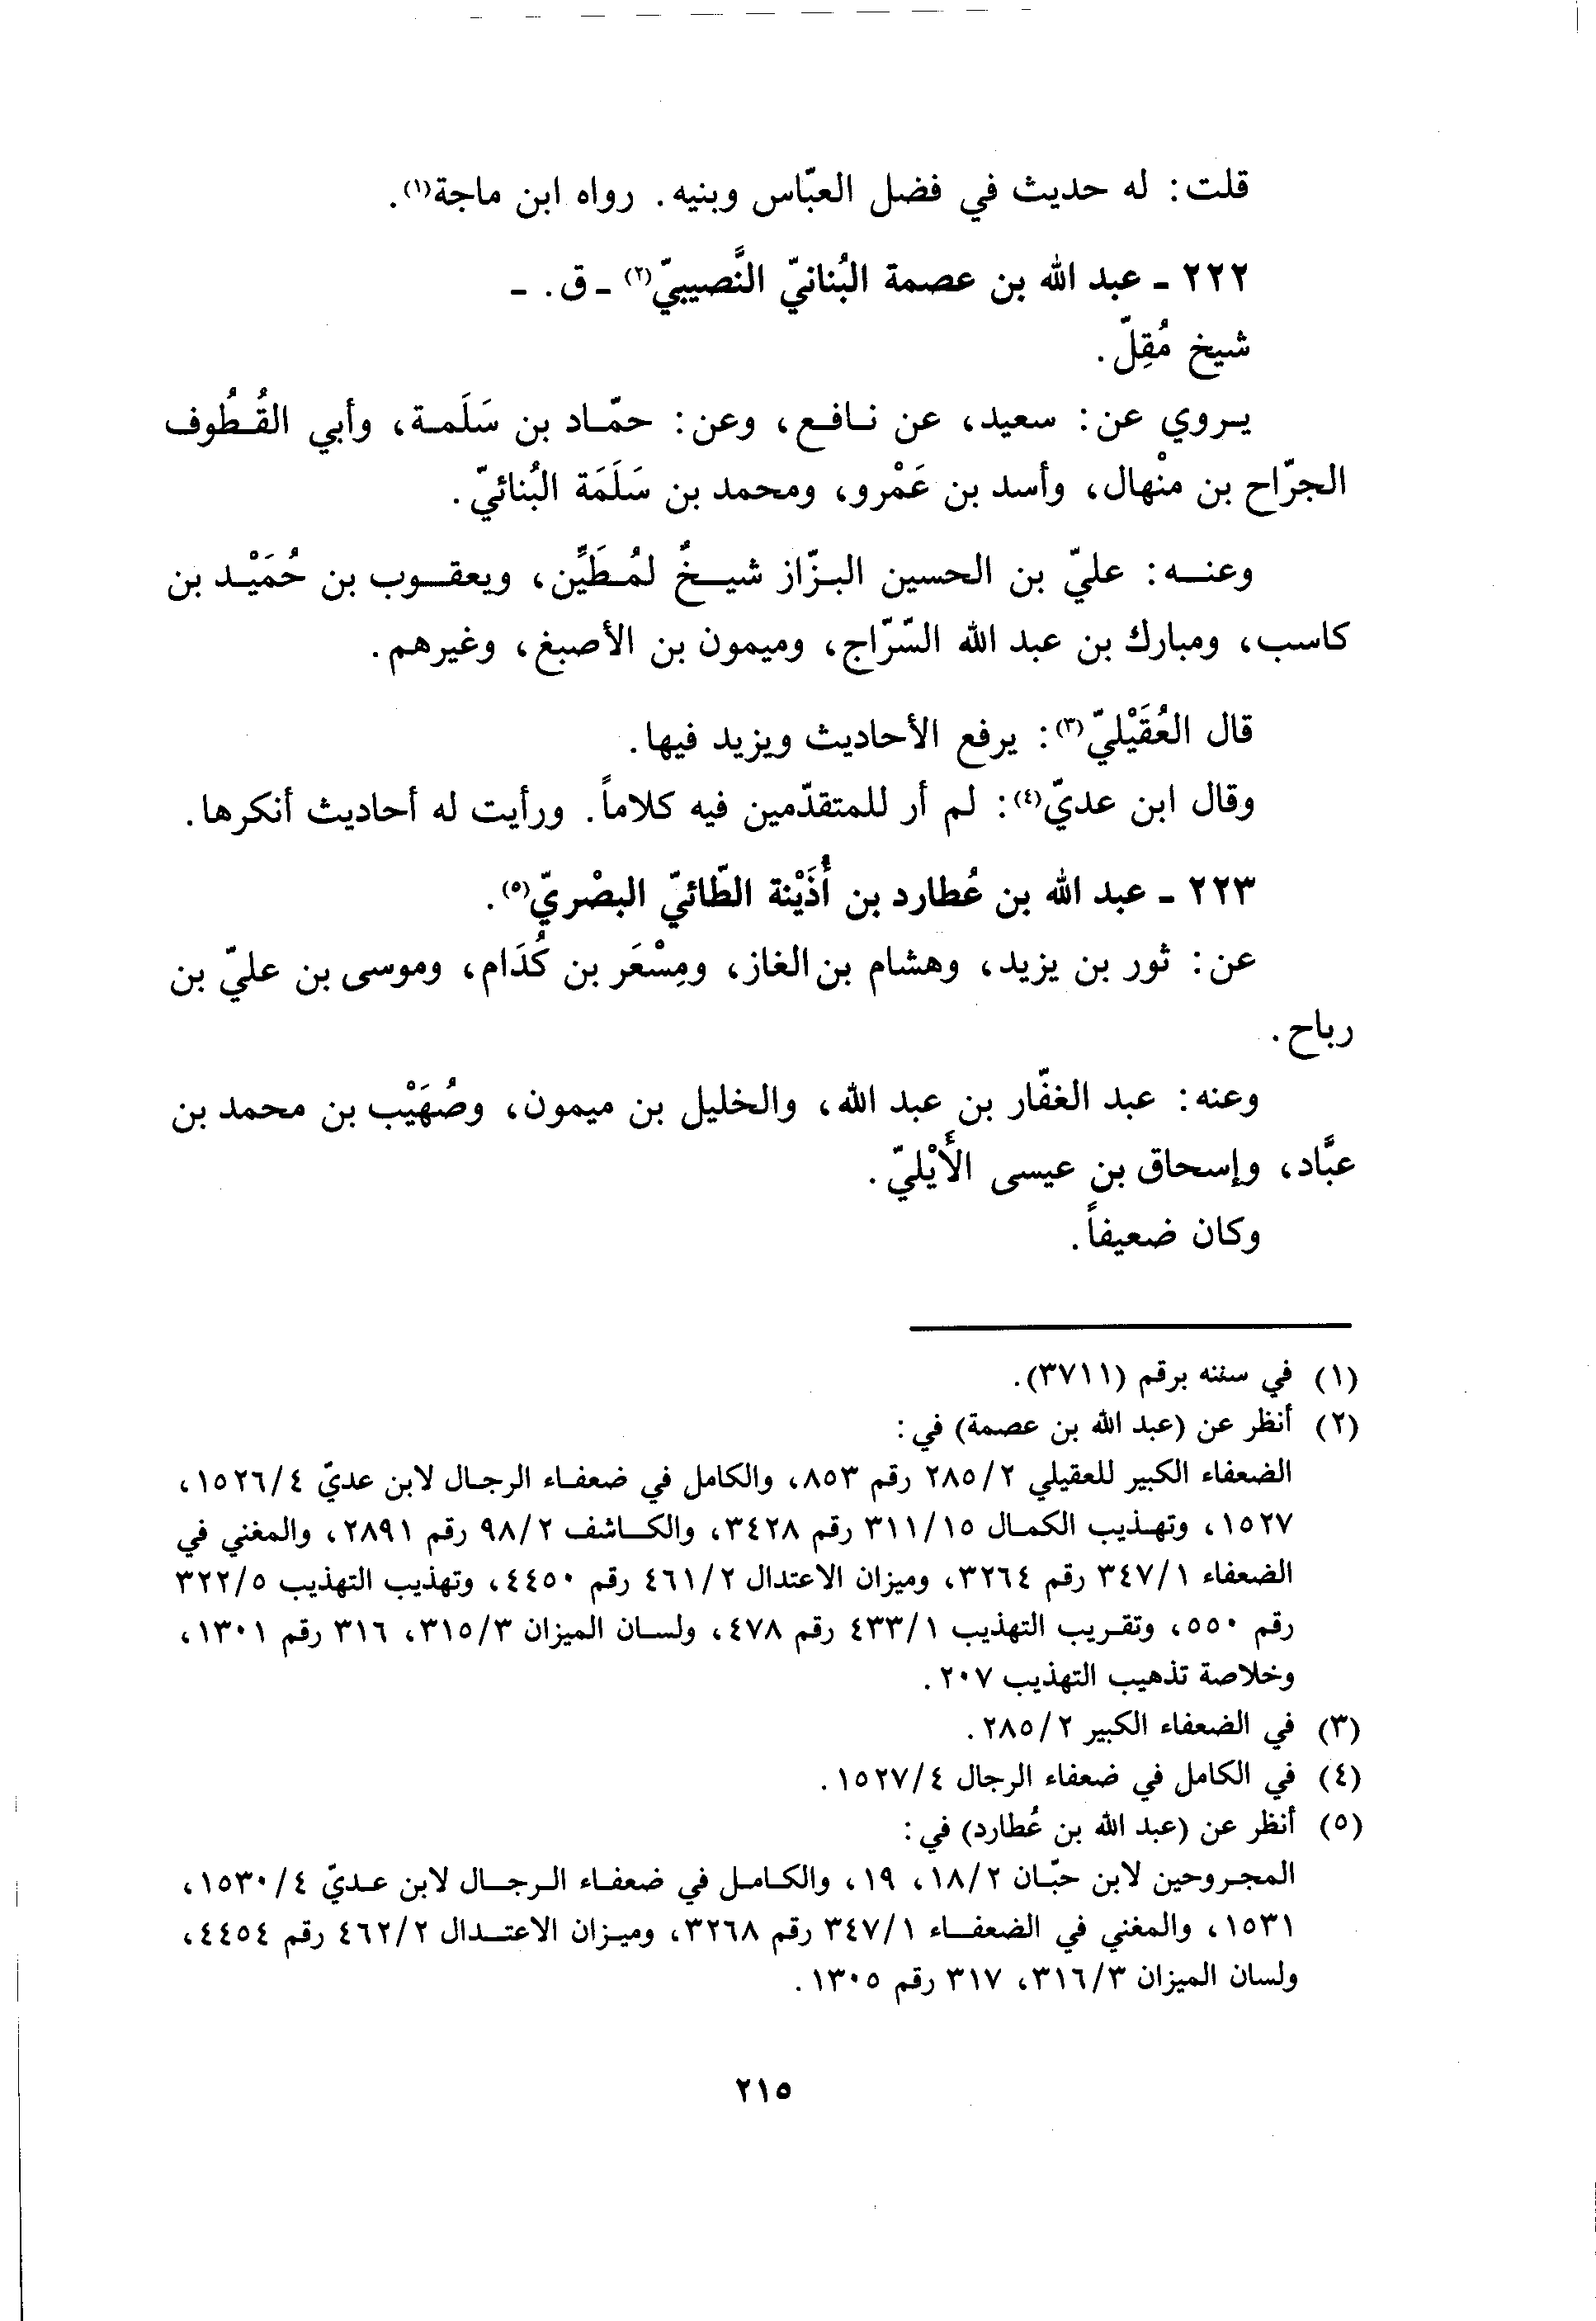 قلت: له حديث في فضل العبّاس وبنيه. رواه ابن ماجة(١).
٢٢٢ ـ عبد الله بن عصمة البُنانيّ النَّصيبيّ(٢) ـ ق. ـ
شيخ مُقِلّ.
يروي عن: سعيد، عن نافع، وعن: حمّاد بن سَلَمة، وأبي القُطُوف
الجرّاح بن منْهال، وأسد بن عَمْرو، ومحمد بن سَلَمَة البُنائيّ.
وعنه: عليّ بن الحسين البزّاز شيخٌ لمُطَيِّن، ويعقوب بن حُمَيْد بن
كاسب، ومبارك بن عبد الله السّرّاج، وميمون بن الأصبغ، وغيرهم.
قال العُقَيْليّ(٣): يرفع الأحاديث ويزيد فيها.
وقال ابن عديّ(٤): لم أر للمتقدّمين فيه كلاماً. ورأيت له أحاديث أنكرها.
٢٢٣ ـ عبد الله بن عُطارد بن أُذَيْنة الطّائيّ البصْريّ(٥).
عن: ثور بن يزيد، وهشام بن الغاز، ومِسْعَر بن كُدَام، وموسى بن عليّ بن
رباح.
وعنه: عبد الغفّار بن عبد الله، والخليل بن ميمون، وصُهَيْب بن محمد بن
عبَّاد، وإسحاق بن عيسى الأَيْليّ.
وكان ضعيفاً.
(١) في سننه برقم (٣٧١١).
(٢) أنظر عن (عبد الله بن عصمة) في:
الضعفاء الكبير للعقيلي ٢/ ٢٨٥ رقم ٨٥٣، والكامل في ضعفاء الرجال لابن عديّ ٤/ ١٥٢٦،
١٥٢٧، وتهذيب الكمال ١٥/ ٣١١ رقم ٣٤٢٨، والكاشف ٢/ ٩٨ رقم ٢٨٩١، والمغني في
الضعفاء ١/ ٣٤٧ رقم ٣٢٦٤، وميزان الاعتدال ٢/ ٤٦١ رقم ٤٤٥٠، وتهذيب التهذيب ٥/ ٣٢٢
رقم ٥٥٠، وتقريب التهذيب ١/ ٤٣٣ رقم ٤٧٨، ولسان الميزان ٣/ ٣١٥، ٣١٦ رقم ١٣٠١،
وخلاصة تذهيب التهذيب ٢٠٧.
(٣) في الضعفاء الكبير ٢/ ٢٨٥.
(٤) في الكامل في ضعفاء الرجال ٤/ ١٥٢٧.
(٥) أنظر عن (عبد الله بن عُطارد) في:
المجروحين لابن حبّان ٢/ ١٨، ١٩، والكامل في ضعفاء الرجال لابن عديّ ٤/ ١٥٣٠،
١٥٣١، والمغني في الضعفاء ١/ ٣٤٧ رقم ٣٢٦٨، وميزان الاعتدال ٢/ ٤٦٢ رقم ٤٤٥٤،
ولسان الميزان ٣/ ٣١٦، ٣١٧ رقم ١٣٠٥.
٢١٥